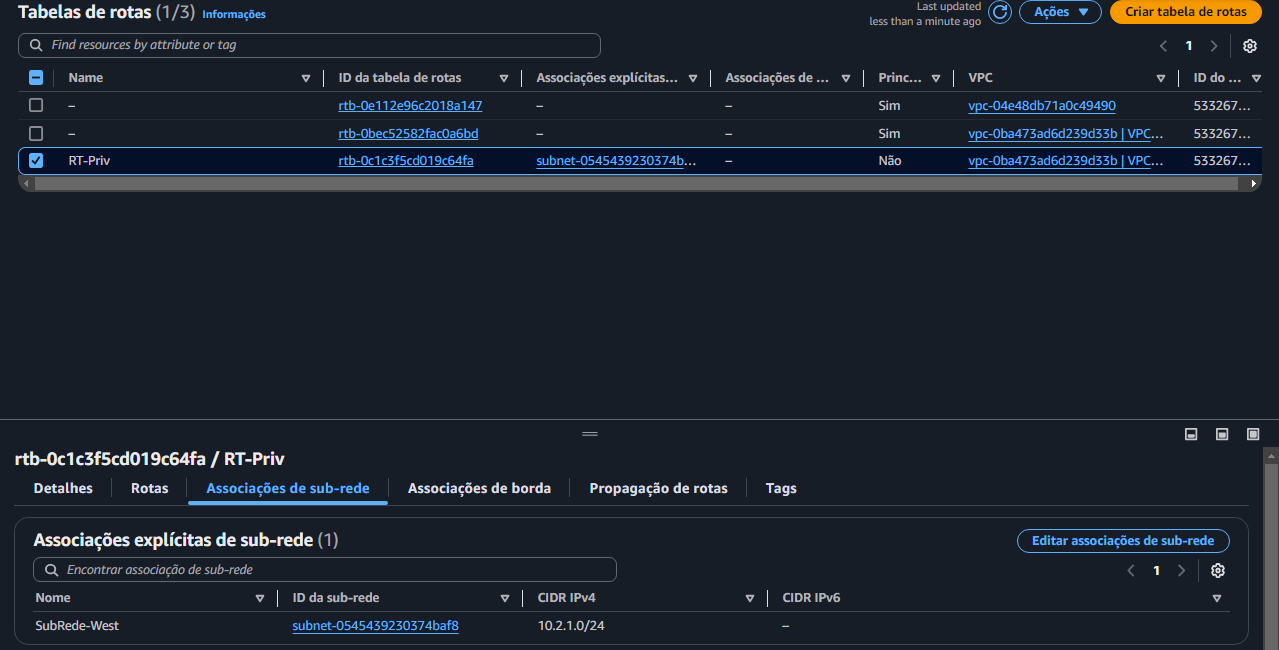 Tabelas de rotas (1/3) Informações
Last updated
less than a minute ago
Ações
Criar tabela de rotas
Find resources by attribute or tag
1
Name ID da tabela de rotas Associações explícitas... Associações de ... Princ... VPC ID do ...
– rtb-0e112e96c2018a147 – – Sim vpc-04e48db71a0c49490 533267...
– rtb-0bec52582fac0a6bd – – Sim vpc-0ba473ad6d239d33b | VPC... 533267...
RT-Priv rtb-0c1c3f5cd019c64fa subnet-0545439230374b... – Não vpc-0ba473ad6d239d33b | VPC... 533267...
rtb-0c1c3f5cd019c64fa / RT-Priv
Detalhes Rotas Associações de sub-rede Associações de borda Propagação de rotas Tags
Associações explícitas de sub-rede (1)
Editar associações de sub-rede
Encontrar associação de sub-rede
1
Nome ID da sub-rede CIDR IPv4 CIDR IPv6
SubRede-West subnet-0545439230374baf8 10.2.1.0/24 –